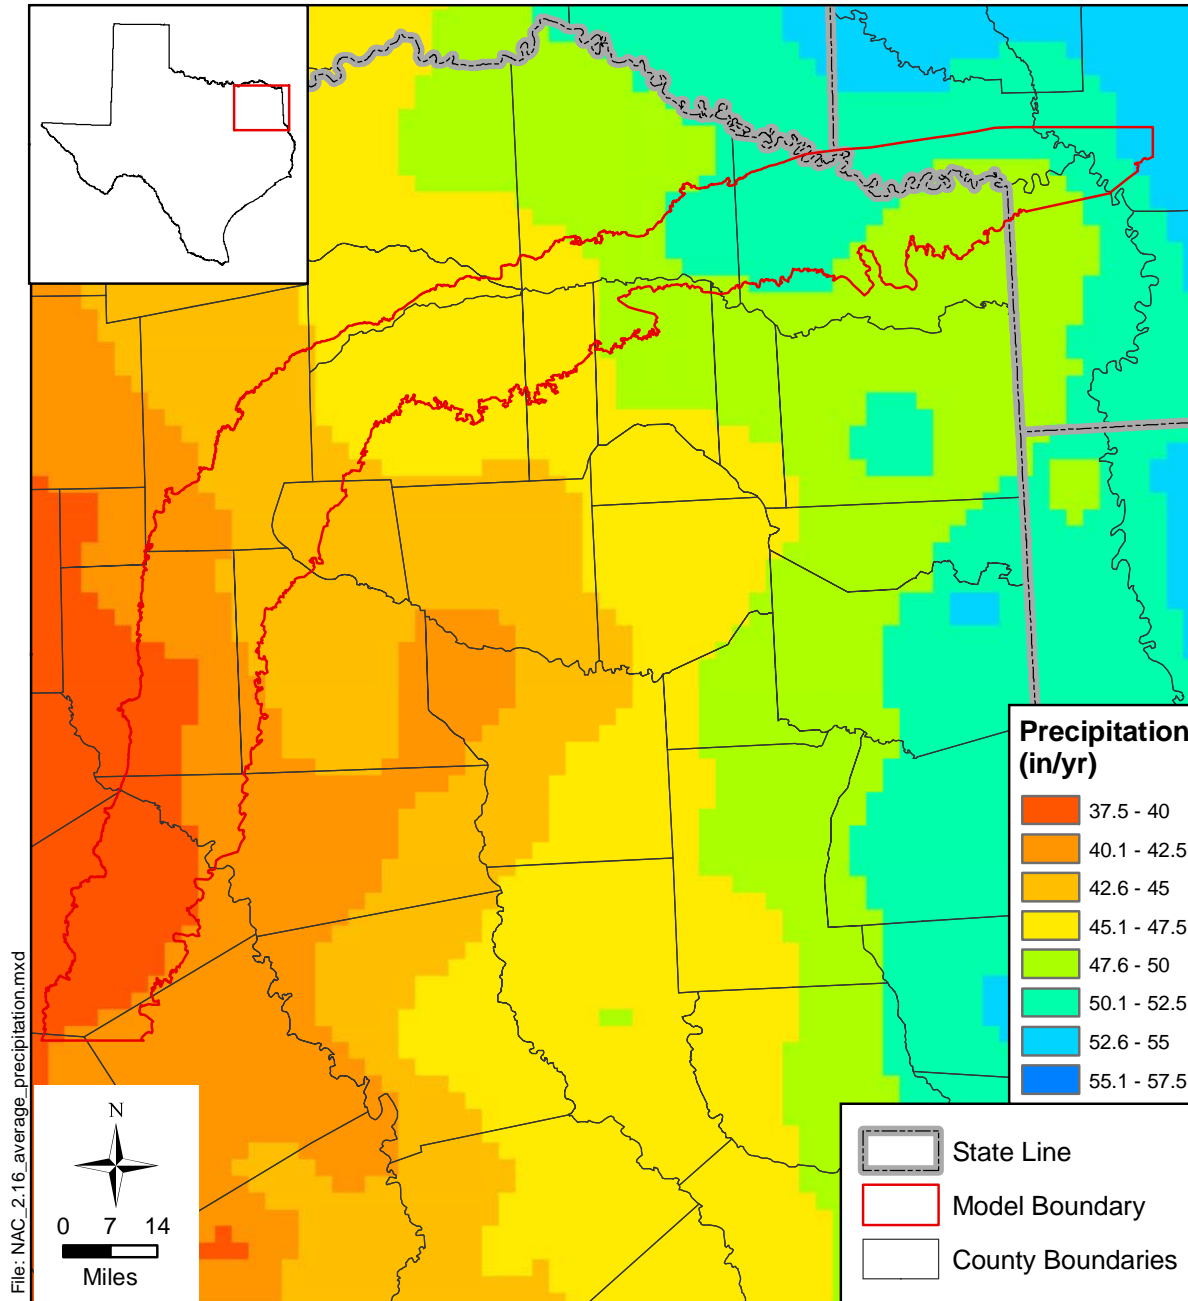 Precipitation
(in/yr)
37.5 - 40
40.1 - 42.5
42.6 - 45
45.1 - 47.5
47.6 - 50
50.1 - 52.5
52.6 - 55
55.1 - 57.5
State Line
Model Boundary
County Boundaries
N
0 7 14
Miles
File: NAC_2.16_average_precipitation.mxd